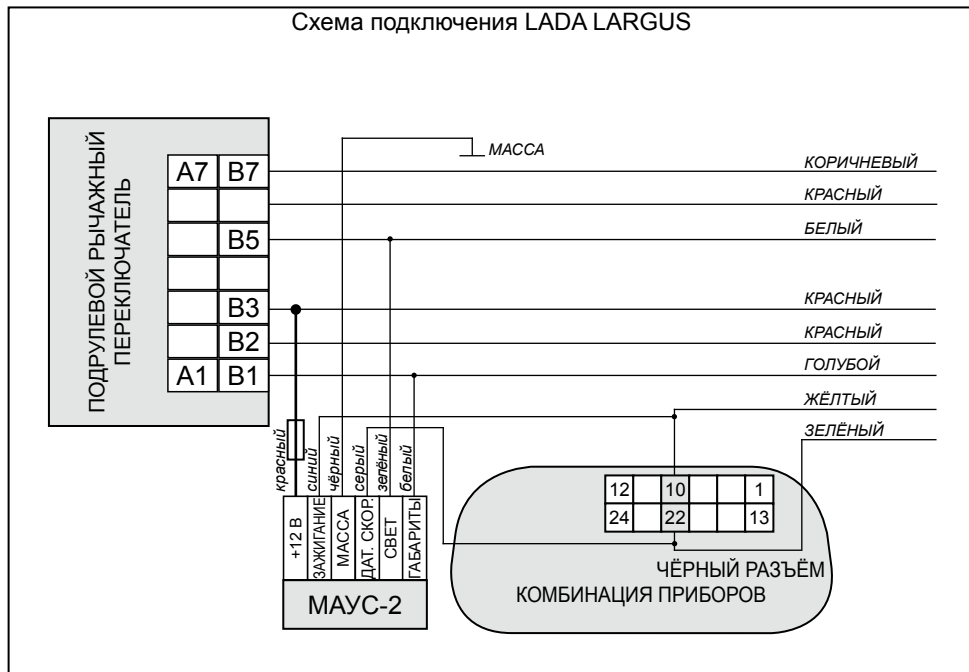 Схема подключения LADA LARGUS
ПОДРУЛЕВОЙ РЫЧАЖНЫЙ
ПЕРЕКЛЮЧАТЕЛЬ
A7 B7
B5
B3
B2
A1 B1
МАССА
КОРИЧНЕВЫЙ
КРАСНЫЙ
БЕЛЫЙ
КРАСНЫЙ
КРАСНЫЙ
ГОЛУБОЙ
ЖЁЛТЫЙ
ЗЕЛЁНЫЙ
красный
синий
чёрный
серый
зелёный
белый
+12 В
ЗАЖИГАНИЕ
МАССА
ДАТ. СКОР.
СВЕТ
ГАБАРИТЫ
МАУС-2
12 10 1
24 22 13
ЧЁРНЫЙ РАЗЪЁМ
КОМБИНАЦИЯ ПРИБОРОВ